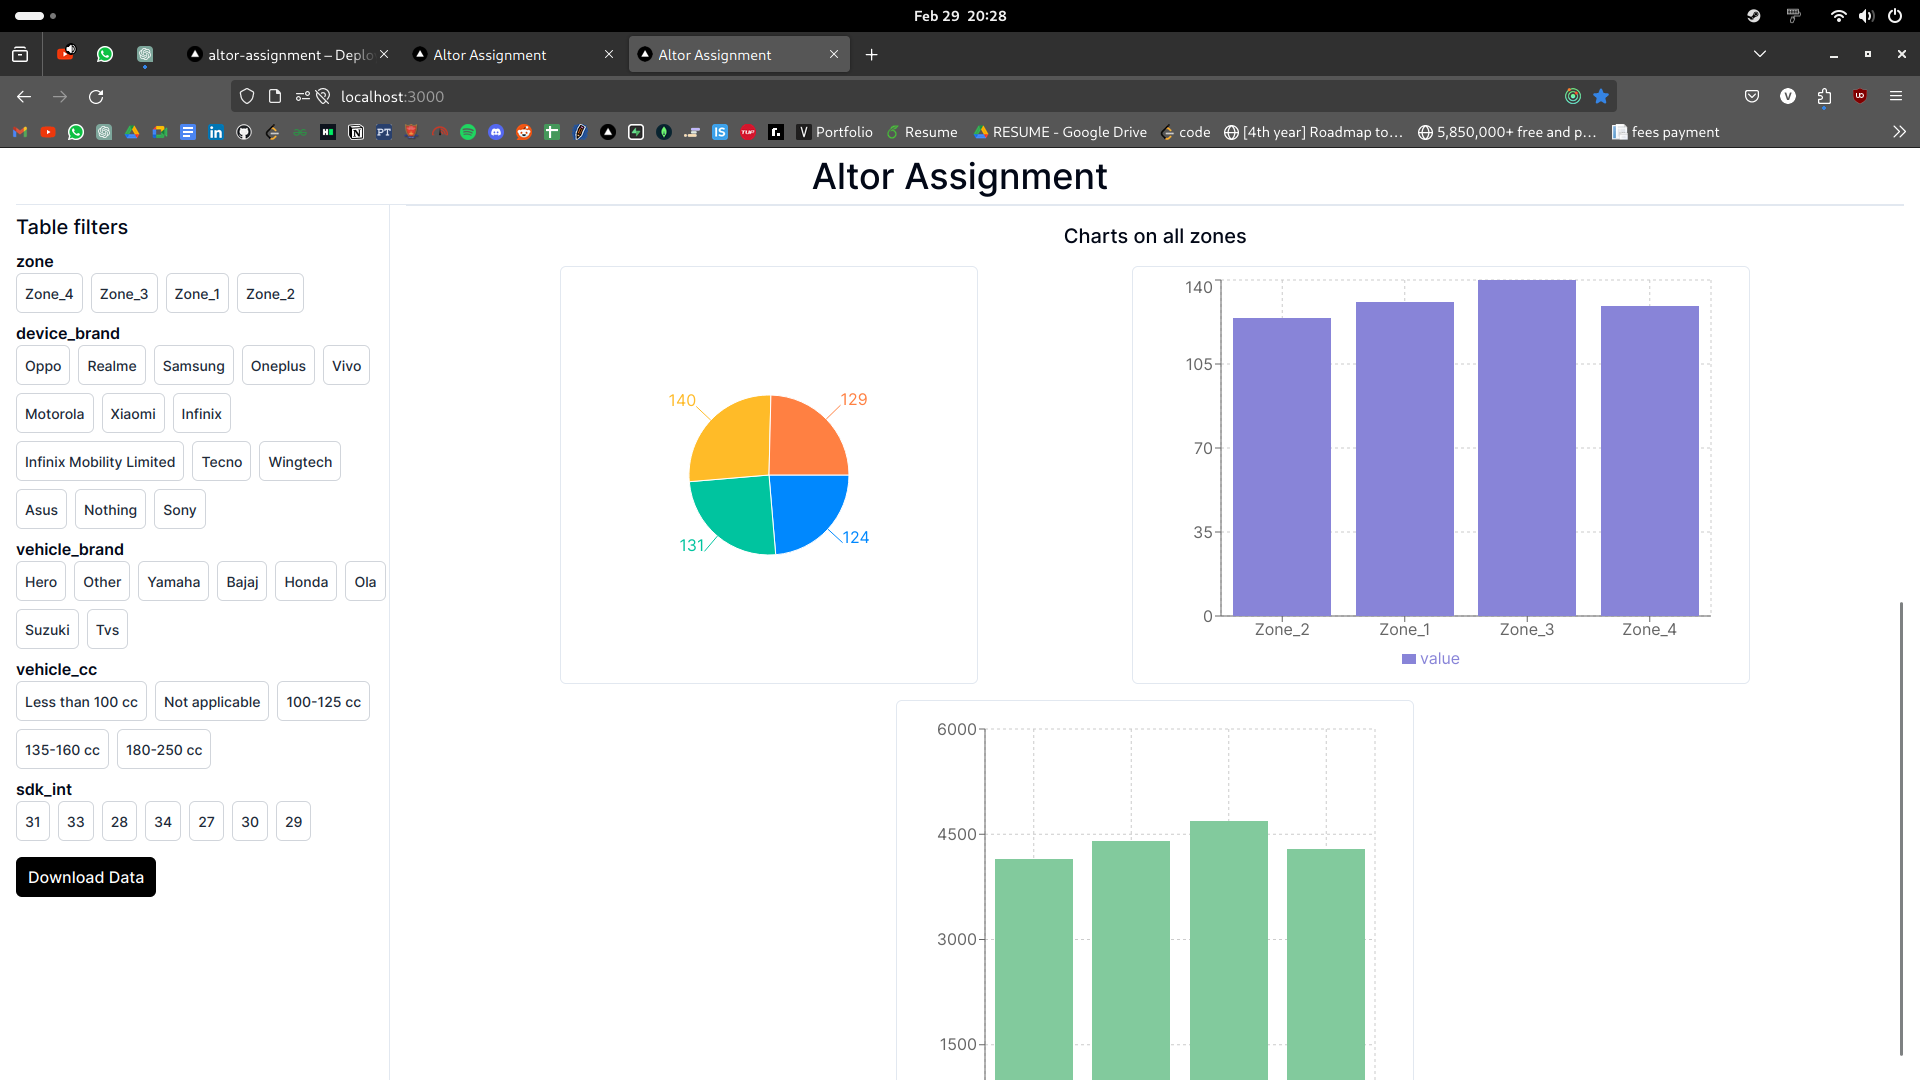 Feb 29 20:28
altor-assignment – Deplo
Altor Assignment
Altor Assignment
localhost:3000
Portfolio
Resume
RESUME - Google Drive
code
[4th year] Roadmap to...
5,850,000+ free and p...
fees payment
Altor Assignment
Table filters
zone
Zone_4 Zone_3 Zone_1 Zone_2
device_brand
Oppo Realme Samsung Oneplus Vivo
Motorola Xiaomi Infinix
Infinix Mobility Limited Tecno Wingtech
Asus Nothing Sony
vehicle_brand
Hero Other Yamaha Bajaj Honda Ola
Suzuki Tvs
vehicle_cc
Less than 100 cc Not applicable 100-125 cc
135-160 cc 180-250 cc
sdk_int
31 33 28 34 27 30 29
Download Data
Charts on all zones
140 129
131 124
140
105
70
35
0
Zone_2 Zone_1 Zone_3 Zone_4
value
6000
4500
3000
1500